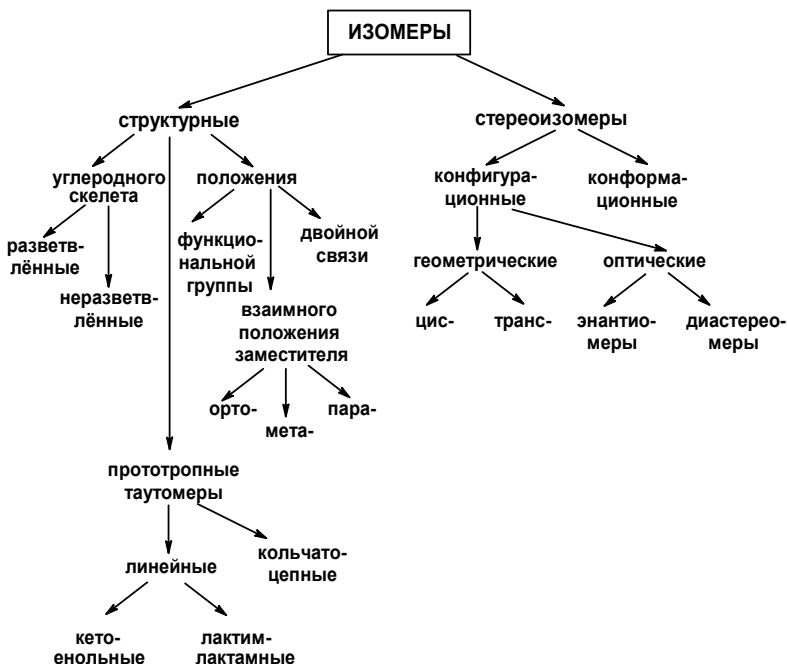 ИЗОМЕРЫ
структурные
стереоизомеры
углеродного
скелета
положения
конфигура-
ционные
конформа-
ционные
разветв-
лённые
неразветв-
лённые
функцио-
нальной
группы
двойной
связи
взаимного
положения
заместителя
геометрические
оптические
цис-
транс-
энантио-
меры
диастерео-
меры
орто-
мета-
пара-
прототропные
таутомеры
линейные
кольчато-
цепные
кето-
енольные
лактим-
лактамные